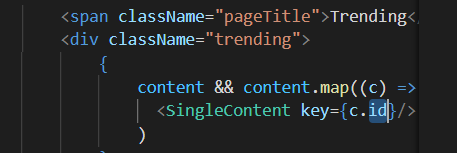 <span className="pageTitle">Trending<
<div className="trending">
{
content && content.map((c) =>
<SingleContent key={c.id}/>
)